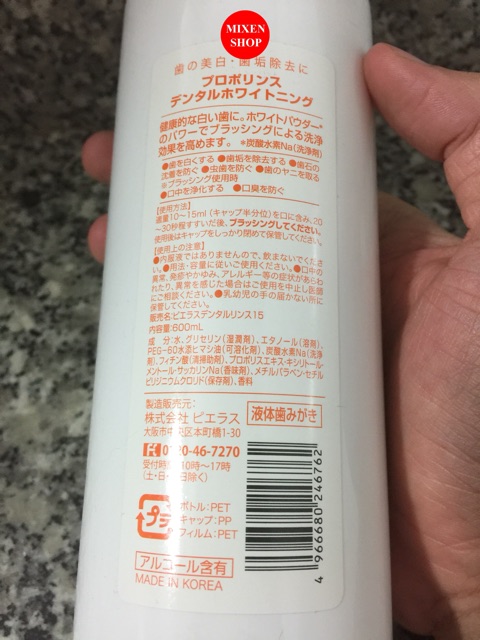 MIXEN
SHOP
歯の美白・歯垢除去に
プロポリンス
デンタルホワイトニング
健康的な白い歯に。ホワイトパウダー*
のパワーでブラッシングによる洗浄
効果を高めます。 *炭酸水素Na(洗浄剤)
●歯を白くする ●歯垢を除去する ●歯石の
沈着を防ぐ ●虫歯を防ぐ ●歯のヤニを取る
※ブラッシング使用時
●口中を浄化する ●口臭を防ぐ
【使用方法】
適量10〜15ml (キャップ半分位)を口に含み、20
〜30秒程すすいだ後、ブラッシングしてください。
使用後はキャップをしっかり閉めて保管してください。
【使用上の注意】
●内服液ではありませんので、飲まないでくださ
い。●用法・容量に従いご使用ください。●口中の
異常、発疹やかゆみ、アレルギー等の症状があらわ
れたり、異常を感じた場合はご使用を中止し医師
にご相談ください。●乳幼児の手の届かない所に
保管してください。
販売名:ピエラスデンタルリンス15
内容量:600mL
成 分:水、グリセリン(湿潤剤)、エタノール(溶剤)、
PEG-60水添ヒマシ油(可溶化剤)、炭酸水素Na(洗浄
剤)、フィチン酸(清掃助剤)、プロポリスエキス・キシリトール・
メントール・サッカリンNa(香味剤)、メチルパラベン・セチル
ピリジニウムクロリド(保存剤)、香料
製造販売元:
株式会社 ピエラス
大阪市中央区本町橋1-30
液体歯みがき
0120-46-7270
受付時間 10時〜17時
(土・日・祝日除く)
プラ
ボトル:PET
キャップ:PP
フィルム:PET
アルコール含有
MADE IN KOREA
4 966680 246762